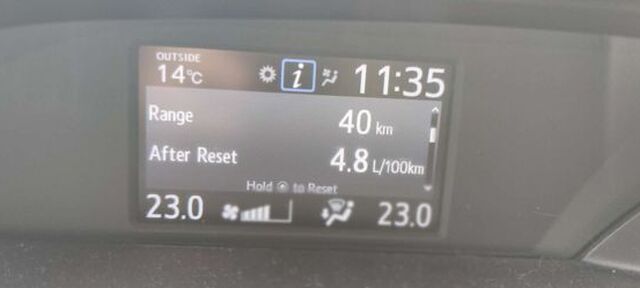 OUTSIDE
14°C i 11:35
Range 40 km
After Reset 4.8 L/100km
Hold to Reset
23.0 23.0